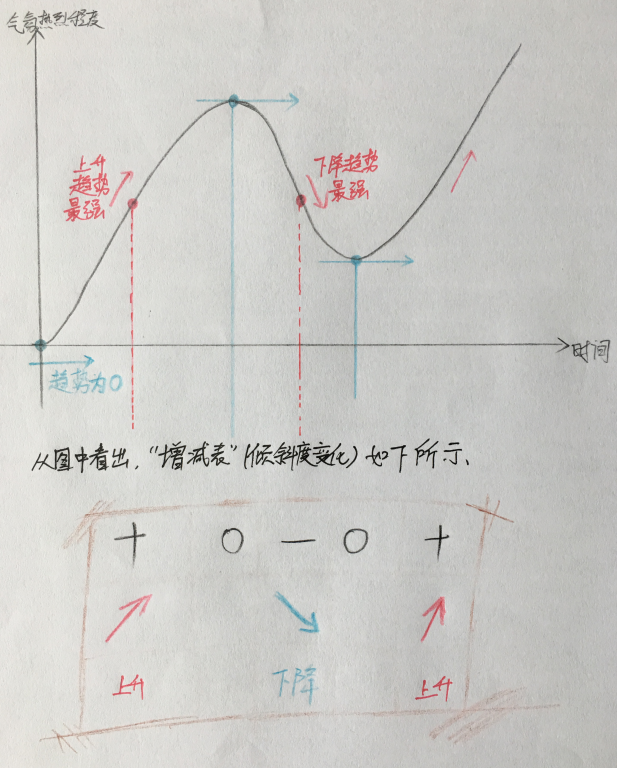 气氛热烈程度
上升
趋势
最强
下降趋势
最强
时间
趋势为0
从图中看出，“增减表”(倾斜度变化)如下所示、
+ 0 — 0 +
上升 下降 上升